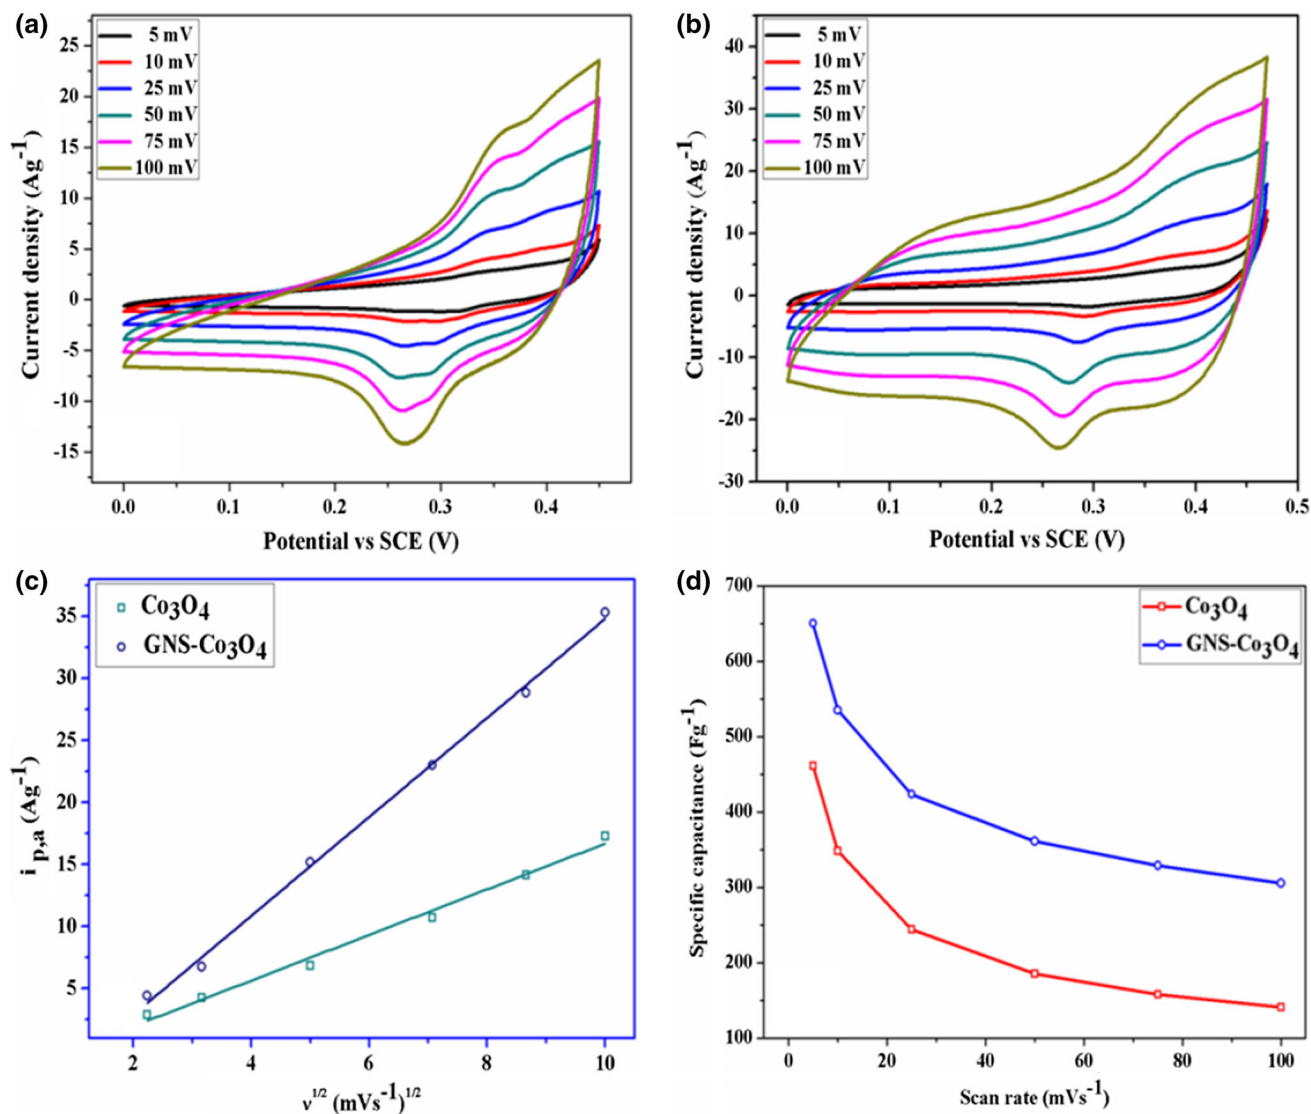 (a)
5 mV
10 mV
25 mV
50 mV
75 mV
100 mV
25
20
15
10
5
0
-5
-10
-15
0.0 0.1 0.2 0.3 0.4
Current density (Ag⁻¹)
Potential vs SCE (V)
(b)
5 mV
10 mV
25 mV
50 mV
75 mV
100 mV
40
30
20
10
0
-10
-20
-30
0.0 0.1 0.2 0.3 0.4 0.5
Current density (Ag⁻¹)
Potential vs SCE (V)
(c)
Co₃O₄
GNS-Co₃O₄
35
30
25
20
15
10
5
2 4 6 8 10
i p,a (Ag⁻¹)
ν¹ᐟ² (mVs⁻¹)¹ᐟ²
(d)
Co₃O₄
GNS-Co₃O₄
700
600
500
400
300
200
100
0 20 40 60 80 100
Specific capacitance (Fg⁻¹)
Scan rate (mVs⁻¹)